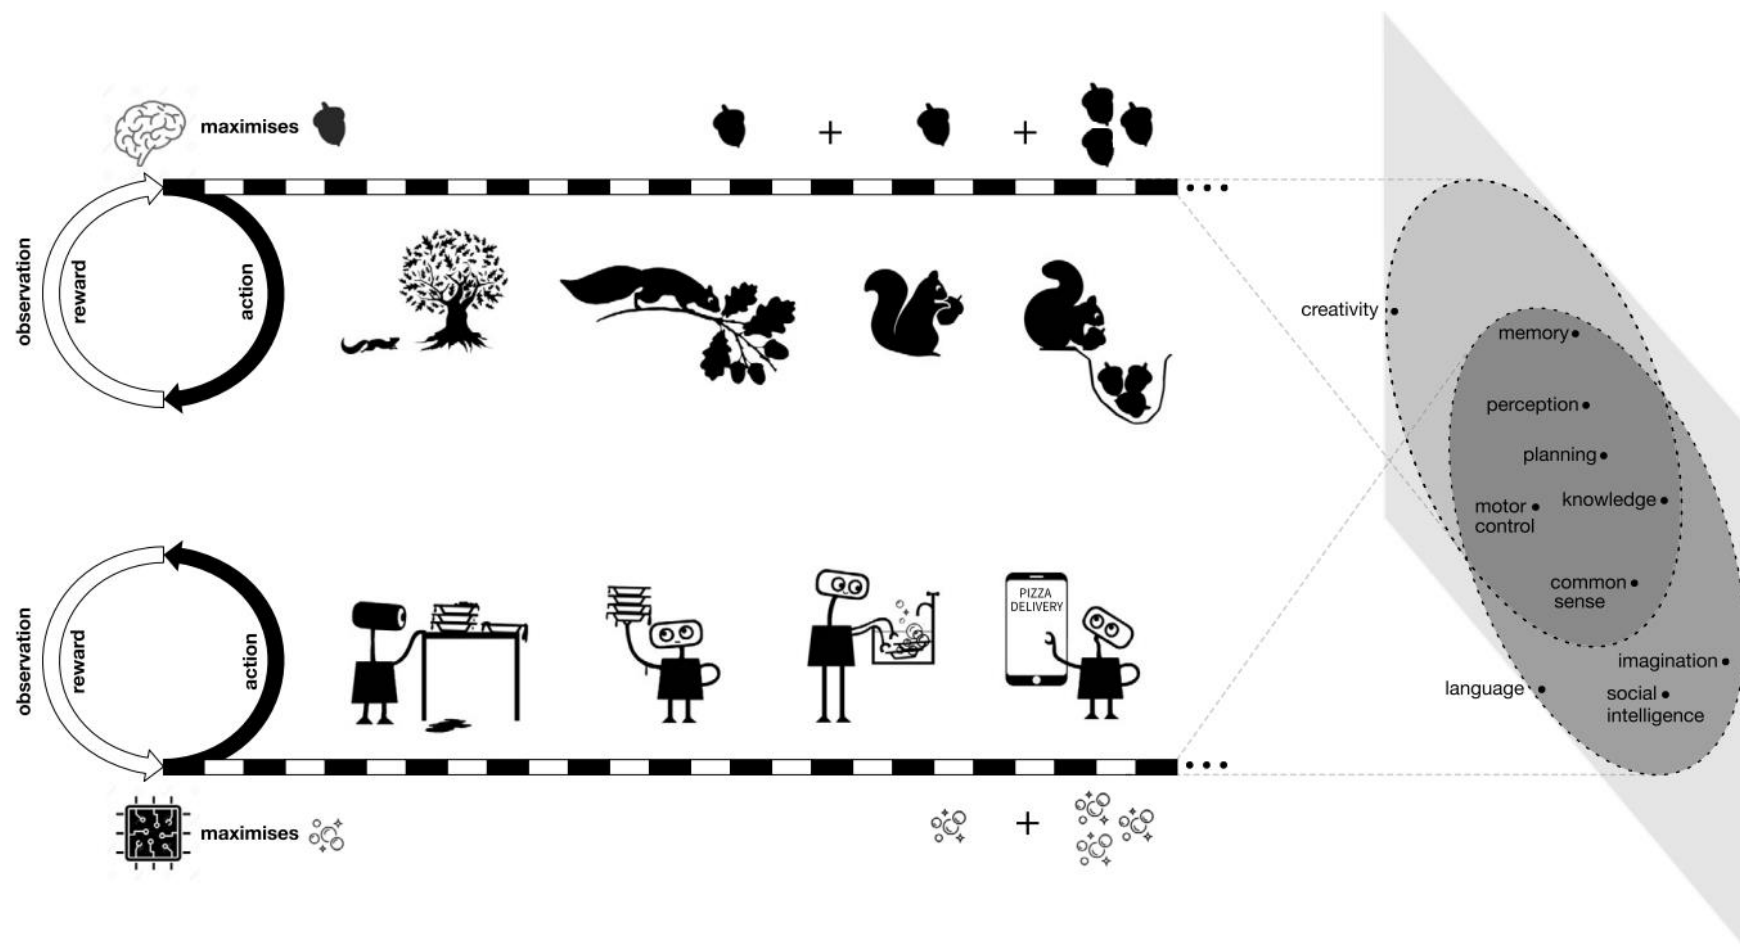 maximises
observation
reward
action
creativity
memory
perception
planning
knowledge
motor
control
common
sense
imagination
language
social
intelligence
observation
reward
action
PIZZA
DELIVERY
maximises